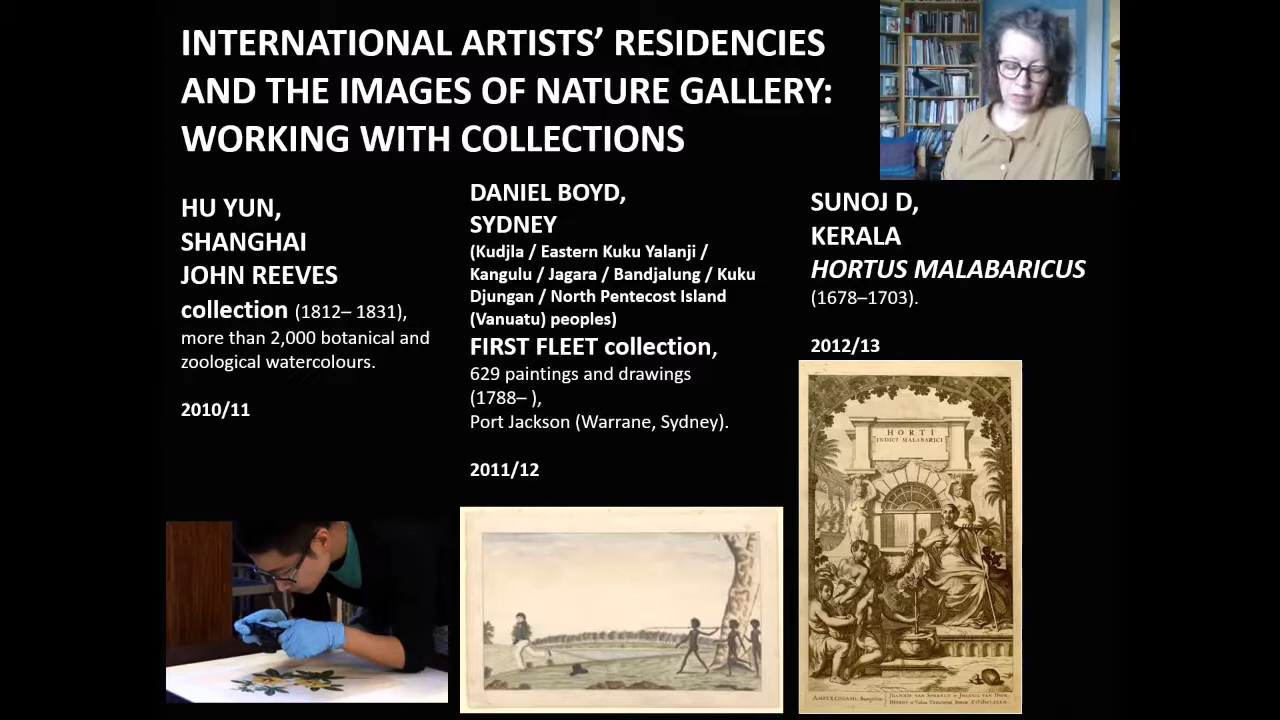 INTERNATIONAL ARTISTS’ RESIDENCIES
AND THE IMAGES OF NATURE GALLERY:
WORKING WITH COLLECTIONS
HU YUN,
SHANGHAI
JOHN REEVES
collection (1812– 1831),
more than 2,000 botanical and
zoological watercolours.
2010/11
DANIEL BOYD,
SYDNEY
(Kudjla / Eastern Kuku Yalanji /
Kangulu / Jagara / Bandjalung / Kuku
Djungan / North Pentecost Island
(Vanuatu) peoples)
FIRST FLEET collection,
629 paintings and drawings
(1788– ),
Port Jackson (Warrane, Sydney).
2011/12
SUNOJ D,
KERALA
HORTUS MALABARICUS
(1678–1703).
2012/13
HORTI
INDICI MALABARICI